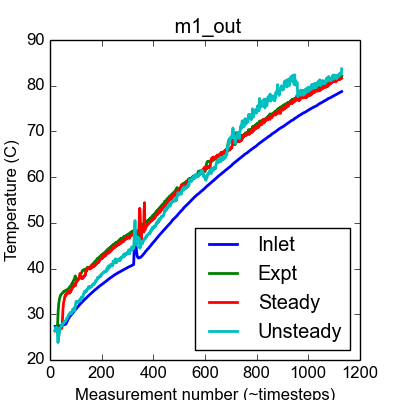 m1_out
90
80
70
60
50
40
30
20
Temperature (C)
Inlet
Expt
Steady
Unsteady
0 200 400 600 800 1000 1200
Measurement number (~timesteps)